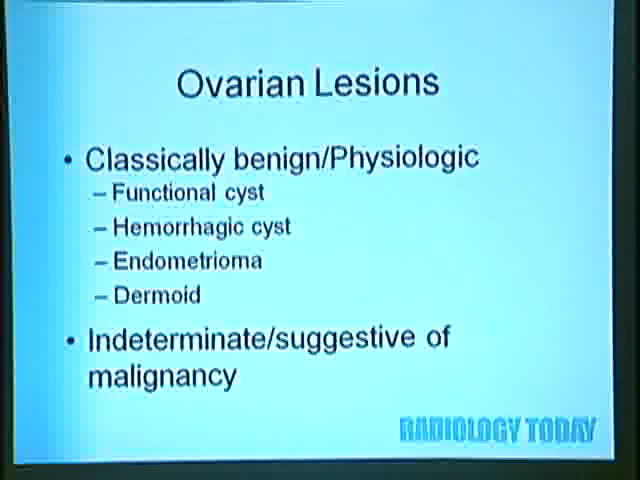 Ovarian Lesions
• Classically benign/Physiologic
– Functional cyst
– Hemorrhagic cyst
– Endometrioma
– Dermoid
• Indeterminate/suggestive of
malignancy
RADIOLOGY TODAY